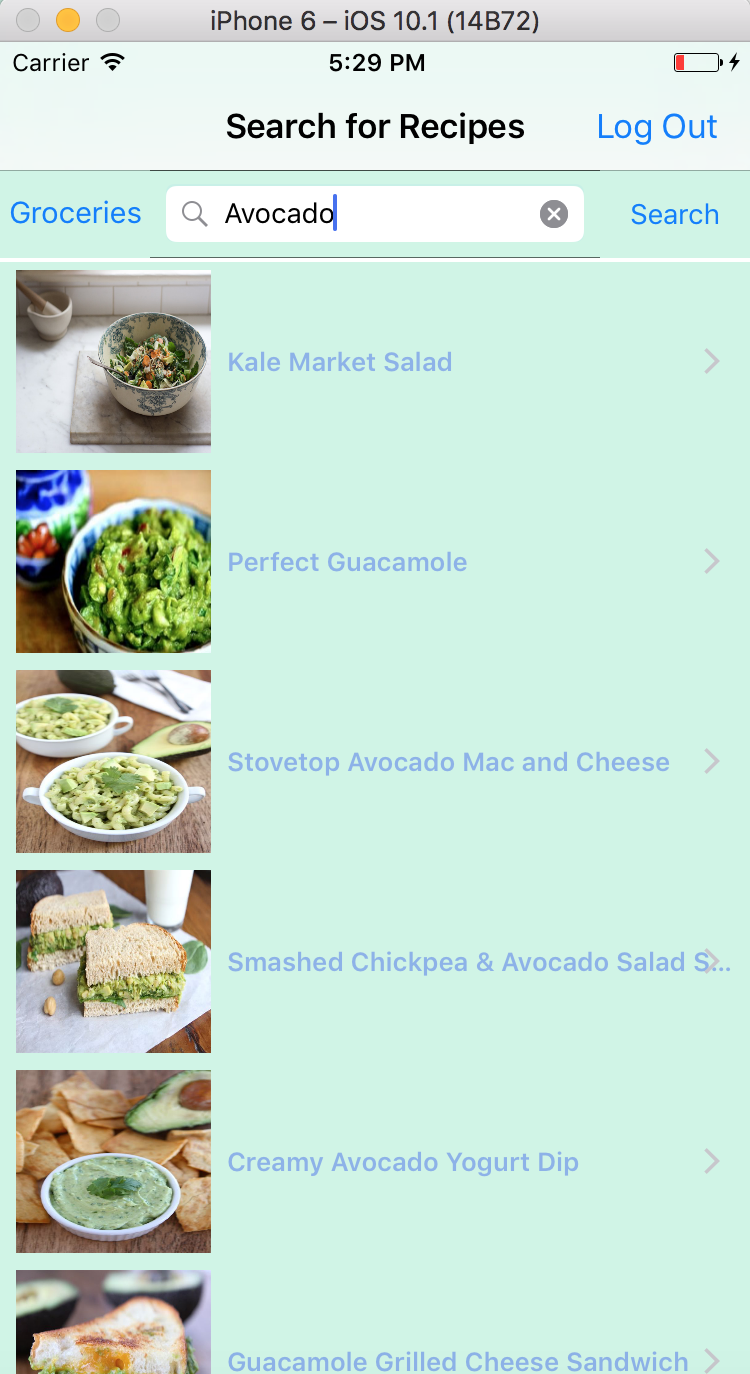 iPhone 6 – iOS 10.1 (14B72)
Carrier 5:29 PM
Search for Recipes Log Out
Groceries Avocado Search
Kale Market Salad
Perfect Guacamole
Stovetop Avocado Mac and Cheese
Smashed Chickpea & Avocado Salad S...
Creamy Avocado Yogurt Dip
Guacamole Grilled Cheese Sandwich